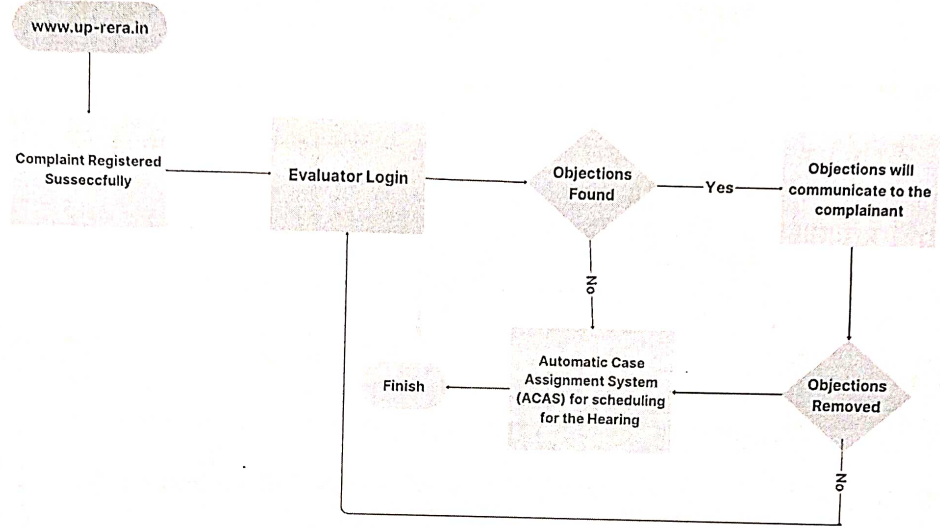 www.up-rera.in
Complaint Registered
Susseccfully
Evaluator Login
Objections
Found
Yes
Objections will
communicate to the
complainant
No
Automatic Case
Assignment System
(ACAS) for scheduling
for the Hearing
Finish
Objections
Removed
No